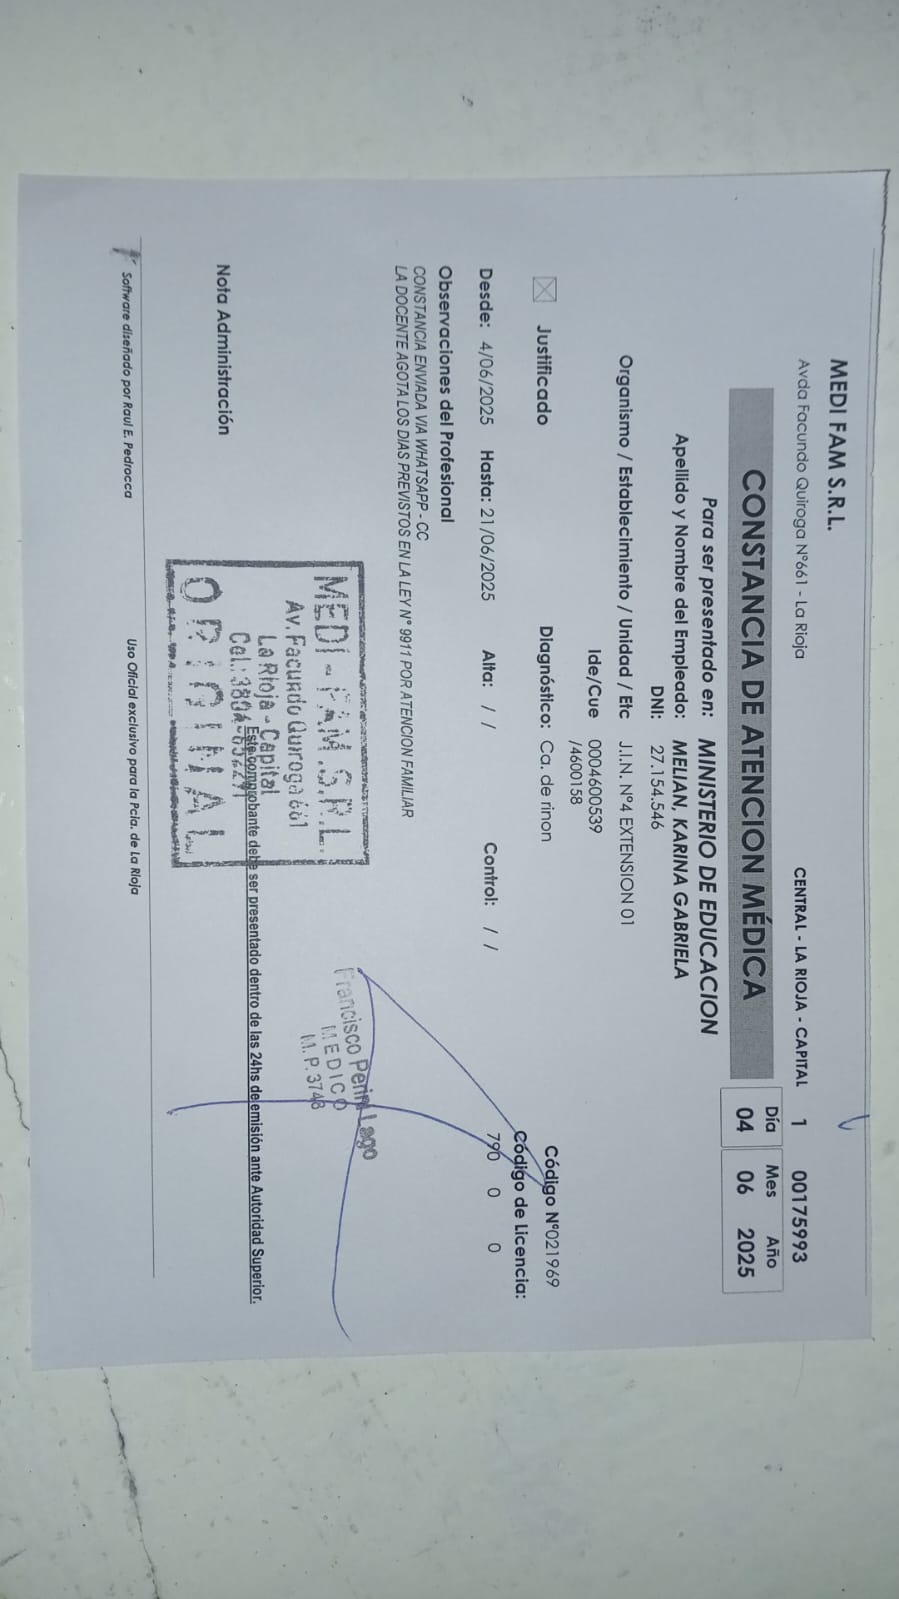 MEDI FAM S.R.L.
Avda Facundo Quiroga N°661 - La Rioja
CENTRAL - LA RIOJA - CAPITAL 1 00175993
CONSTANCIA DE ATENCION MÉDICA
Día Mes Año
04 06 2025
Para ser presentado en: MINISTERIO DE EDUCACION
Apellido y Nombre del Empleado: MELIAN, KARINA GABRIELA
DNI: 27.154.546
Organismo / Establecimiento / Unidad / Etc J.I.N. N°4 EXTENSION 01
Ide/Cue 0004600539
/4600158
Justificado
Diagnóstico: Ca. de rinon
Código N°021969
Código de Licencia:
790 0 0
Desde: 4/06/2025 Hasta: 21/06/2025 Alta: / / Control: / /
Observaciones del Profesional
CONSTANCIA ENVIADA VIA WHATSAPP - CC
LA DOCENTE AGOTA LOS DIAS PREVISTOS EN LA LEY N° 9911 POR ATENCION FAMILIAR
MEDI - FAM S.R.L.
Av. Facundo Quiroga 661
La Rioja - Capital
Cel.: 3804-
ORIGINAL
Francisco Perini Lago
MEDICO
M.P. 3748
Este comprobante debe ser presentado dentro de las 24hs de emisión ante Autoridad Superior.
Nota Administración
Software diseñado por Raul E. Pedrocca
Uso Oficial exclusivo para la Pcia. de La Rioja